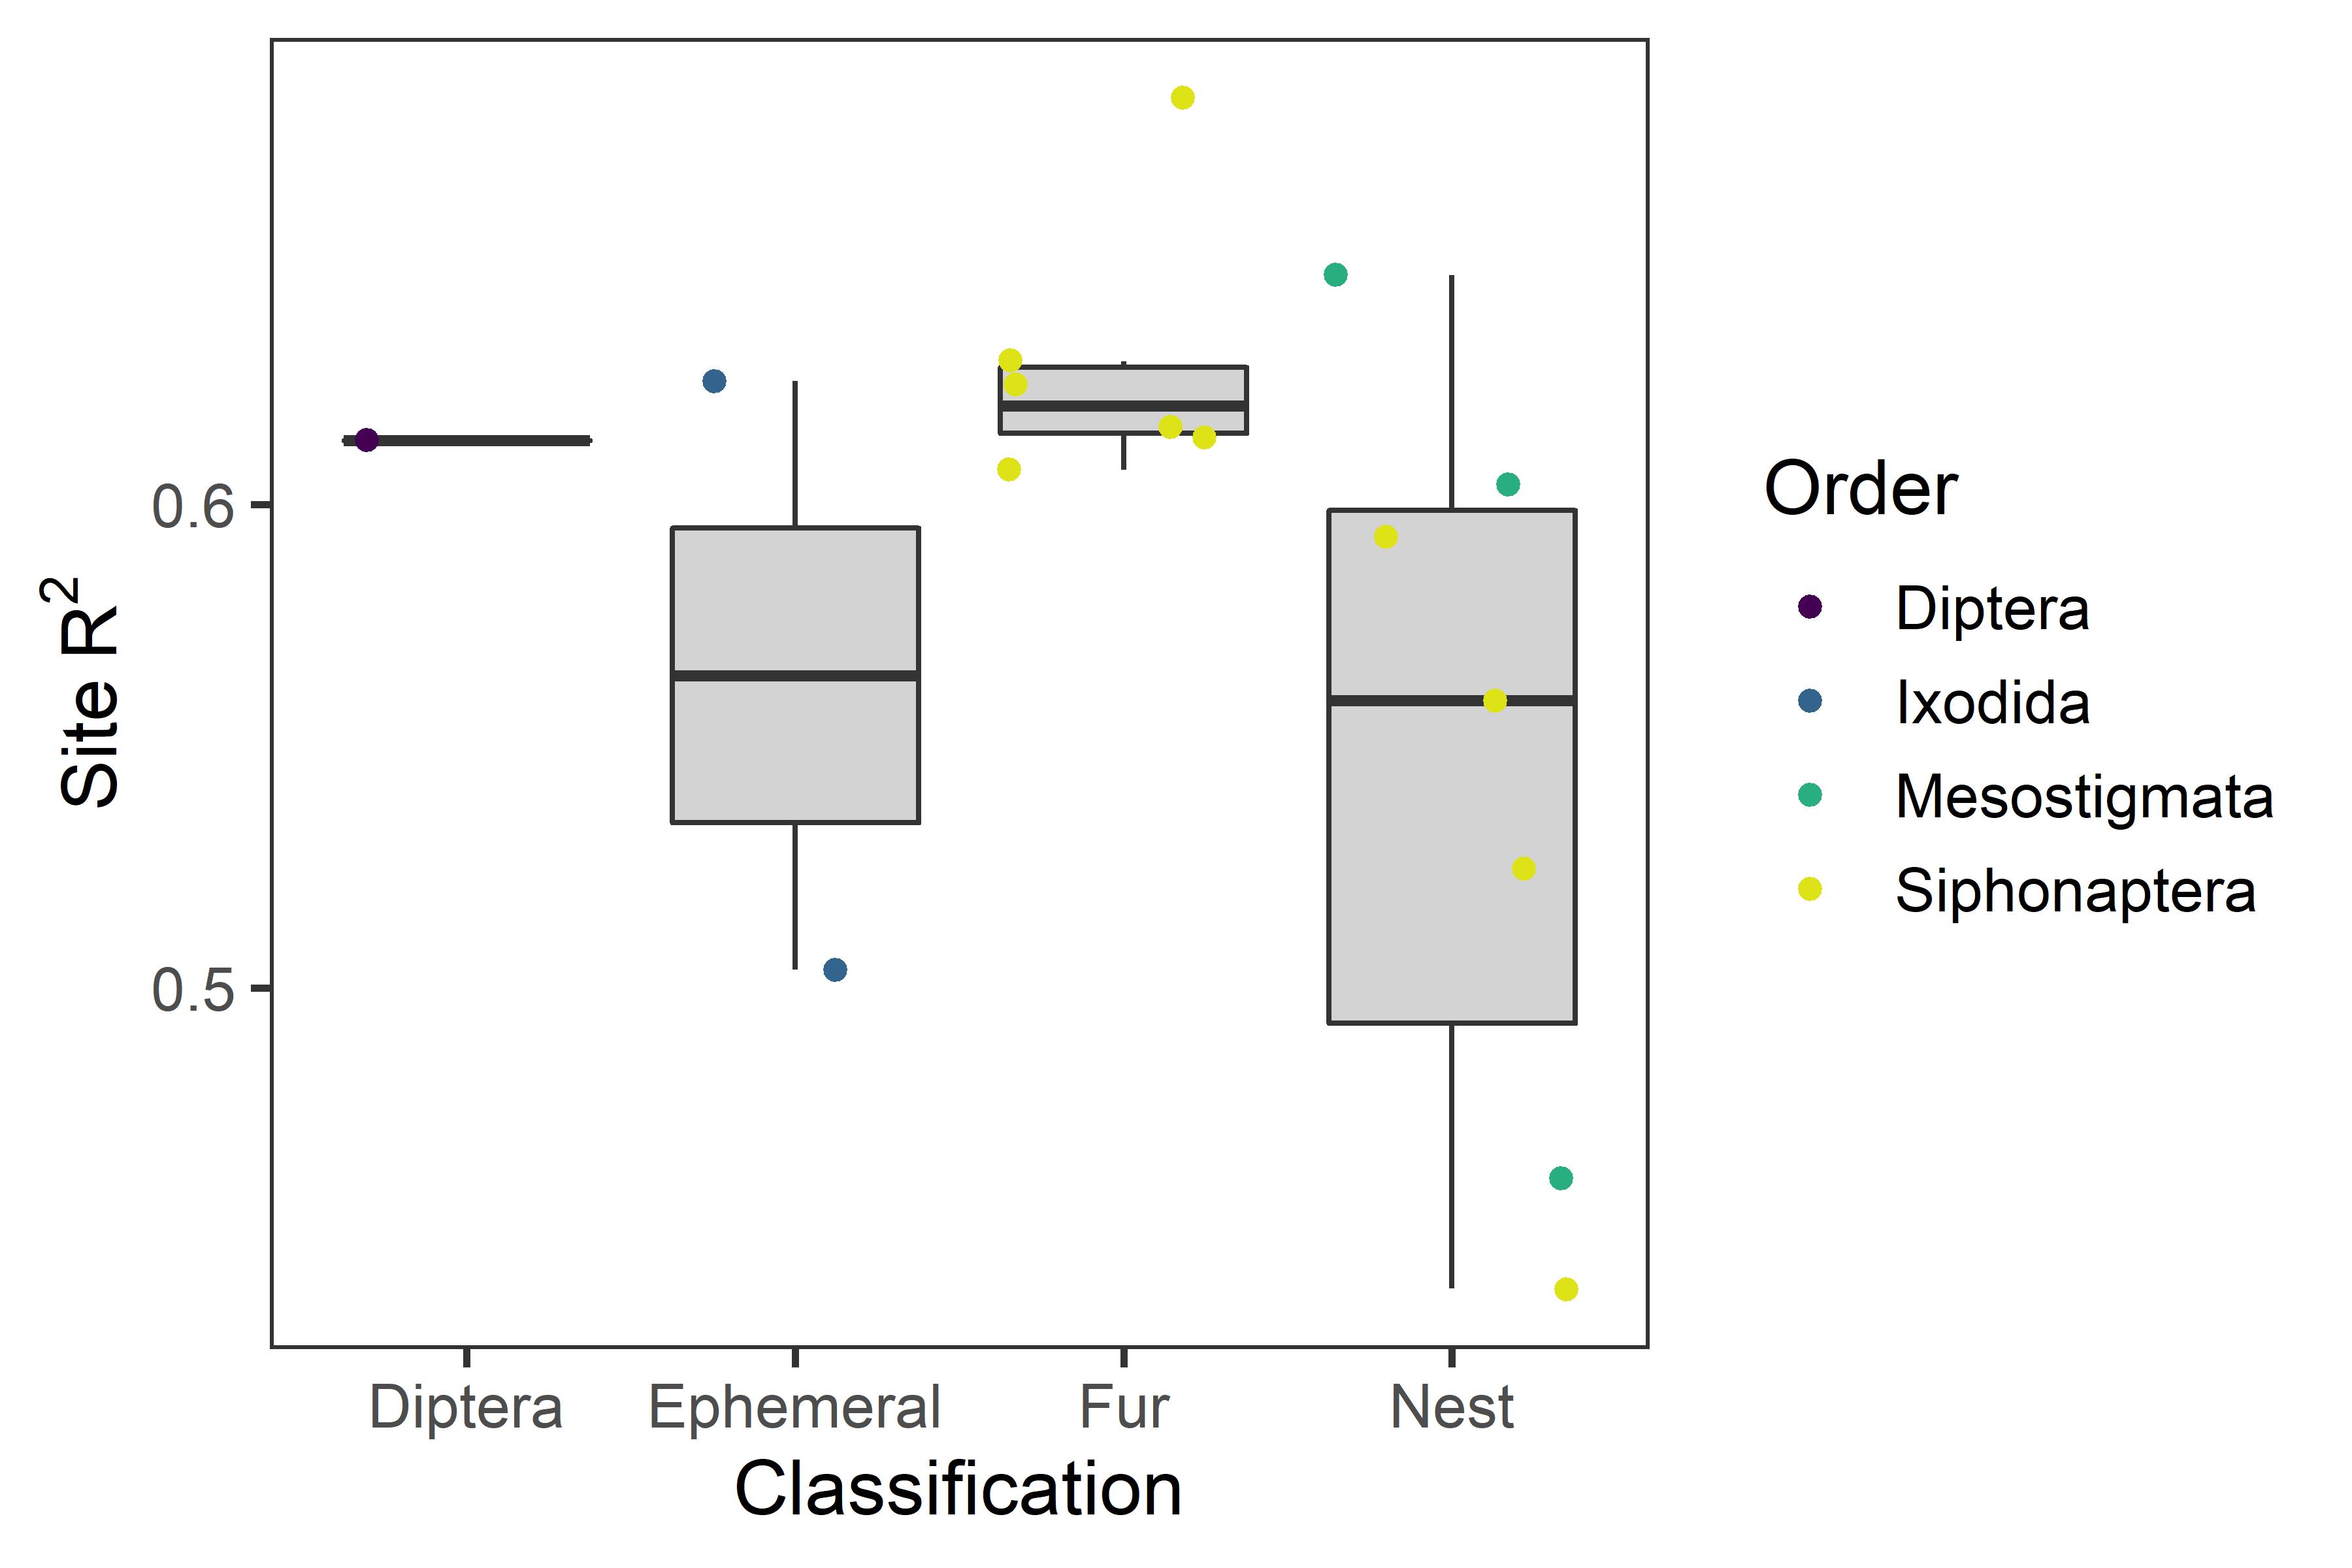 Site R²
0.6
0.5
Diptera Ephemeral Fur Nest
Classification
Order
Diptera
Ixodida
Mesostigmata
Siphonaptera